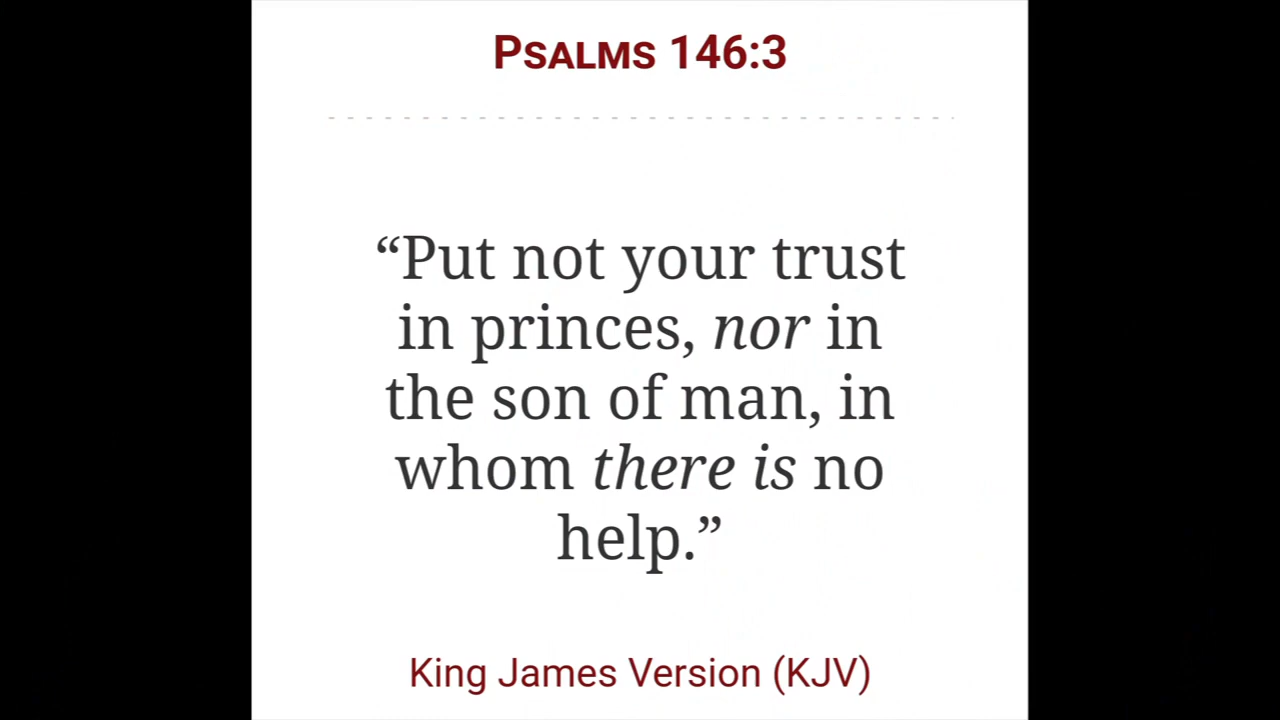 Psalms 146:3
“Put not your trust
in princes, nor in
the son of man, in
whom there is no
help.”
King James Version (KJV)